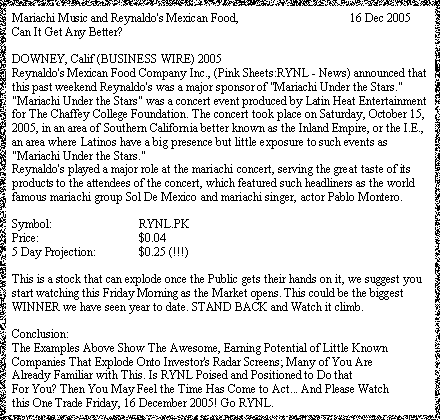 Mariachi Music and Reynaldo's Mexican Food, 16 Dec 2005
Can It Get Any Better?
DOWNEY, Calif (BUSINESS WIRE) 2005
Reynaldo's Mexican Food Company Inc., (Pink Sheets:RYNL - News) announced that
this past weekend Reynaldo's was a major sponsor of "Mariachi Under the Stars."
"Mariachi Under the Stars" was a concert event produced by Latin Heat Entertainment
for The Chaffey College Foundation. The concert took place on Saturday, October 15,
2005, in an area of Southern California better known as the Inland Empire, or the I.E.,
an area where Latinos have a big presence but little exposure to such events as
"Mariachi Under the Stars."
Reynaldo's played a major role at the mariachi concert, serving the great taste of its
products to the attendees of the concert, which featured such headliners as the world
famous mariachi group Sol De Mexico and mariachi singer, actor Pablo Montero.
Symbol: RYNL.PK
Price: $0.04
5 Day Projection: $0.25 (!!!)
This is a stock that can explode once the Public gets their hands on it, we suggest you
start watching this Friday Morning as the Market opens. This could be the biggest
WINNER we have seen year to date. STAND BACK and Watch it climb.
Conclusion:
The Examples Above Show The Awesome, Earning Potential of Little Known
Companies That Explode Onto Investor's Radar Screens; Many of You Are
Already Familiar with This. Is RYNL Poised and Positioned to Do that
For You? Then You May Feel the Time Has Come to Act... And Please Watch
this One Trade Friday, 16 December 2005! Go RYNL.